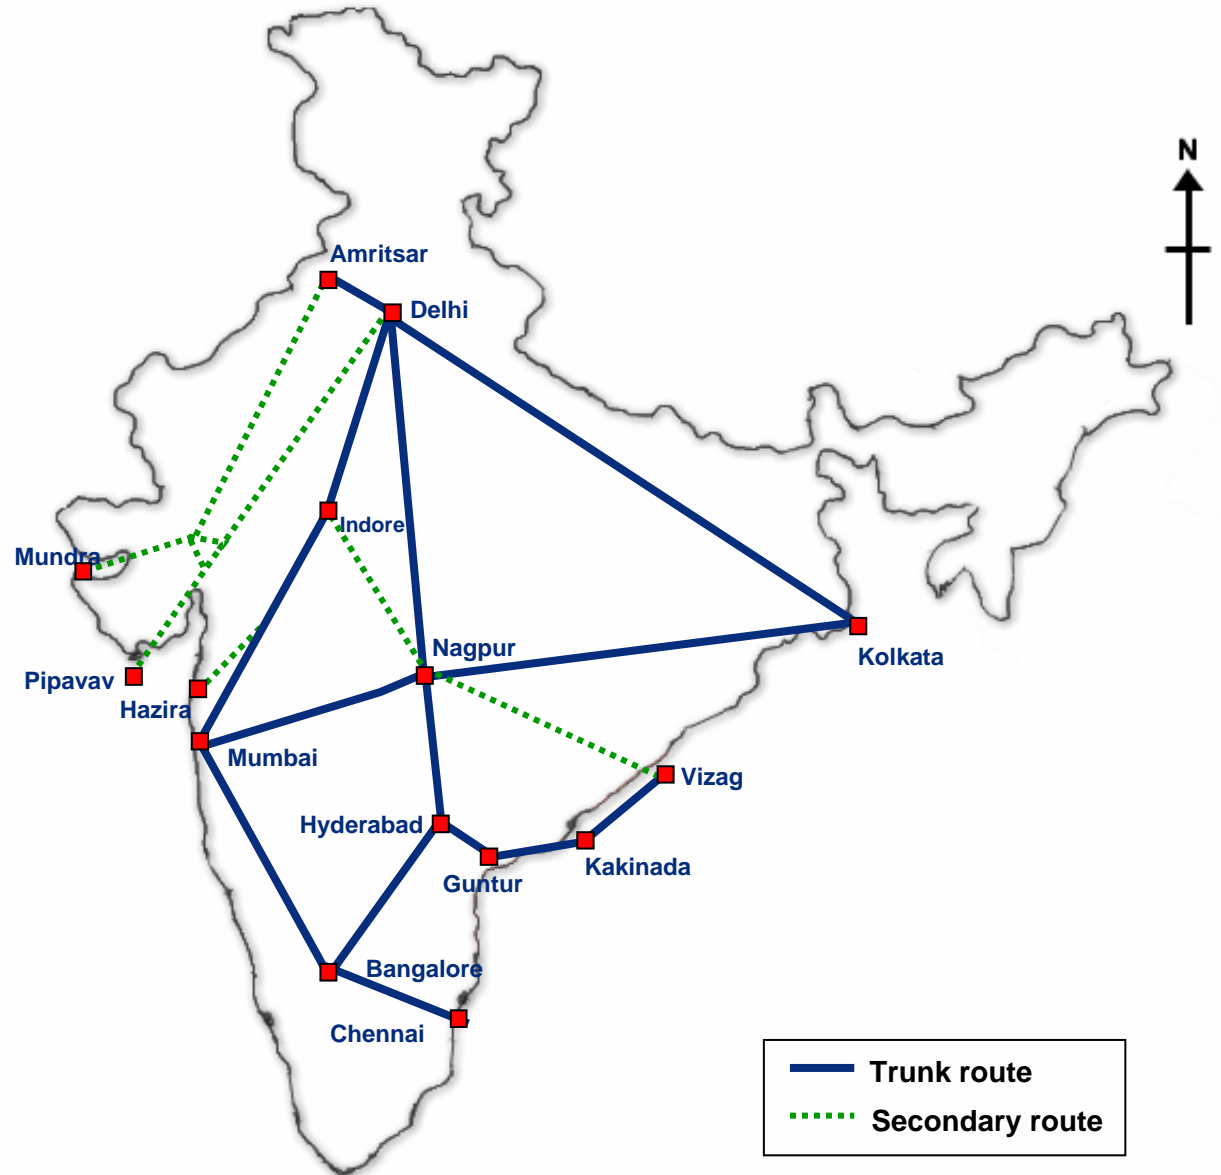 N
Amritsar
Delhi
Indore
Mundra
Nagpur
Kolkata
Pipavav
Hazira
Mumbai
Vizag
Hyderabad
Kakinada
Guntur
Bangalore
Chennai
Trunk route
Secondary route